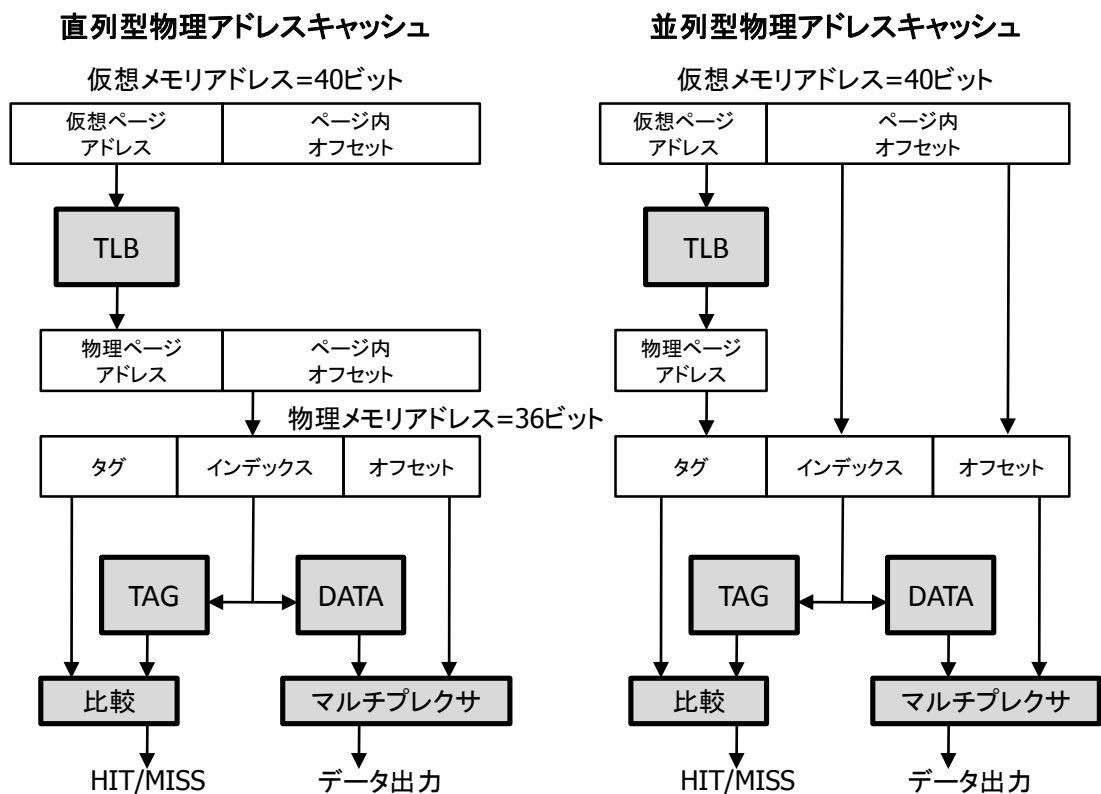 直列型物理アドレスキャッシュ
仮想メモリアドレス=40ビット
仮想ページ
アドレス
ページ内
オフセット
TLB
物理ページ
アドレス
ページ内
オフセット
物理メモリアドレス=36ビット
タグ
インデックス
オフセット
TAG
DATA
比較
マルチプレクサ
HIT/MISS
データ出力
並列型物理アドレスキャッシュ
仮想メモリアドレス=40ビット
仮想ページ
アドレス
ページ内
オフセット
TLB
物理ページ
アドレス
タグ
インデックス
オフセット
TAG
DATA
比較
マルチプレクサ
HIT/MISS
データ出力